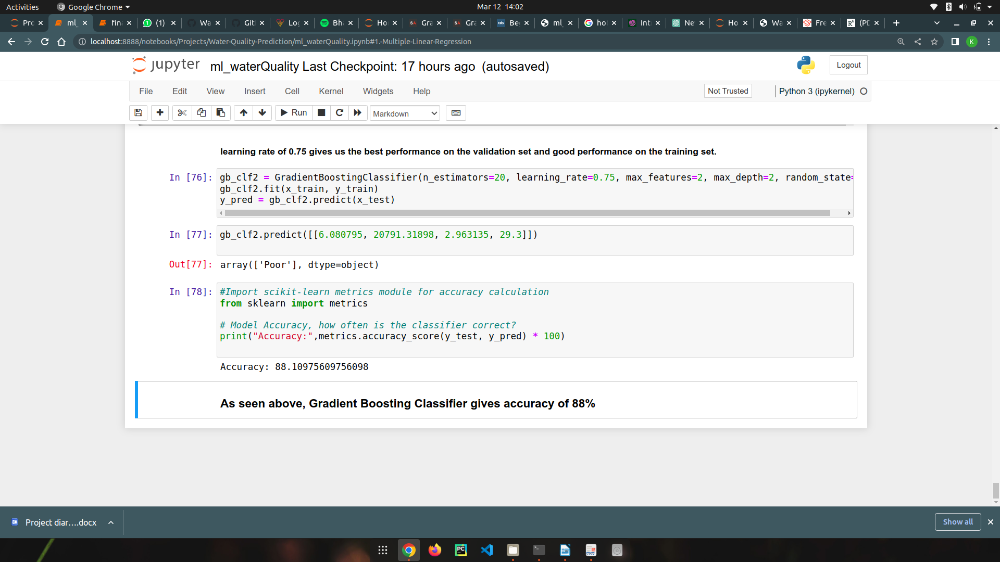 Activities
Google Chrome
Mar 12 14:02
Pro
ml_
fin
(1)
Wa
Git
Log
Bha
Ho
Gra
Gra
tds
Be
ml_
ho
Int
Ne
Ho
Wa
Fre
(PD
localhost:8888/notebooks/Projects/Water-Quality-Prediction/ml_waterQuality.ipynb#1.-Multiple-Linear-Regression
K
jupyter
ml_waterQuality Last Checkpoint: 17 hours ago (autosaved)
Logout
File Edit View Insert Cell Kernel Widgets Help
Not Trusted
Python 3 (ipykernel)
Run
Markdown
learning rate of 0.75 gives us the best performance on the validation set and good performance on the training set.
In [76]:
gb_clf2 = GradientBoostingClassifier(n_estimators=20, learning_rate=0.75, max_features=2, max_depth=2, random_state=
gb_clf2.fit(x_train, y_train)
y_pred = gb_clf2.predict(x_test)
In [77]:
gb_clf2.predict([[6.080795, 20791.31898, 2.963135, 29.3]])
Out[77]:
array(['Poor'], dtype=object)
In [78]:
#Import scikit-learn metrics module for accuracy calculation
from sklearn import metrics
# Model Accuracy, how often is the classifier correct?
print("Accuracy:",metrics.accuracy_score(y_test, y_pred) * 100)
Accuracy: 88.10975609756098
As seen above, Gradient Boosting Classifier gives accuracy of 88%
Project diar....docx
Show all
PC